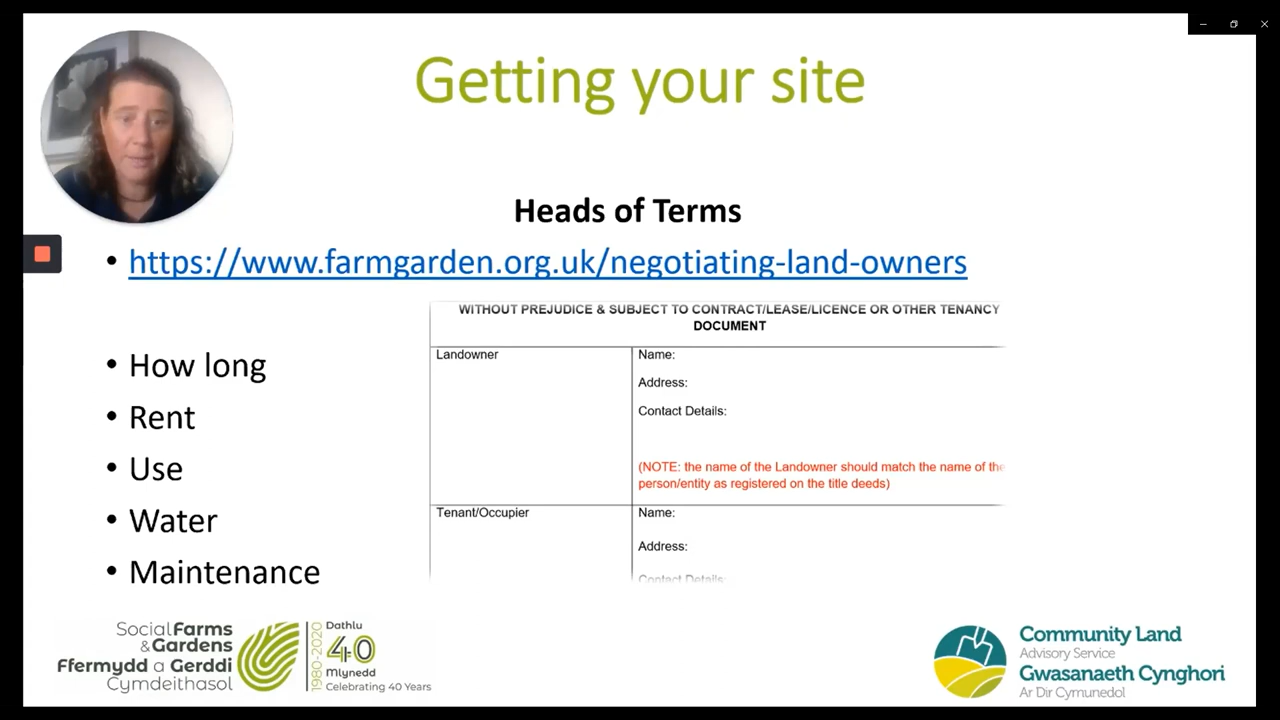 Getting your site
Heads of Terms
• https://www.farmgarden.org.uk/negotiating-land-owners
• How long
• Rent
• Use
• Water
• Maintenance
WITHOUT PREJUDICE & SUBJECT TO CONTRACT/LEASE/LICENCE OR OTHER TENANCY
DOCUMENT
Landowner
Name:
Address:
Contact Details:
(NOTE: the name of the Landowner should match the name of the
person/entity as registered on the title deeds)
Tenant/Occupier
Name:
Address:
Contact Details:
Social Farms
& Gardens
Ffermydd a Gerddi
Cymdeithasol
1980-2020
Dathlu
40
Mlynedd
Celebrating 40 Years
Community Land
Advisory Service
Gwasanaeth Cynghori
Ar Dir Cymunedol